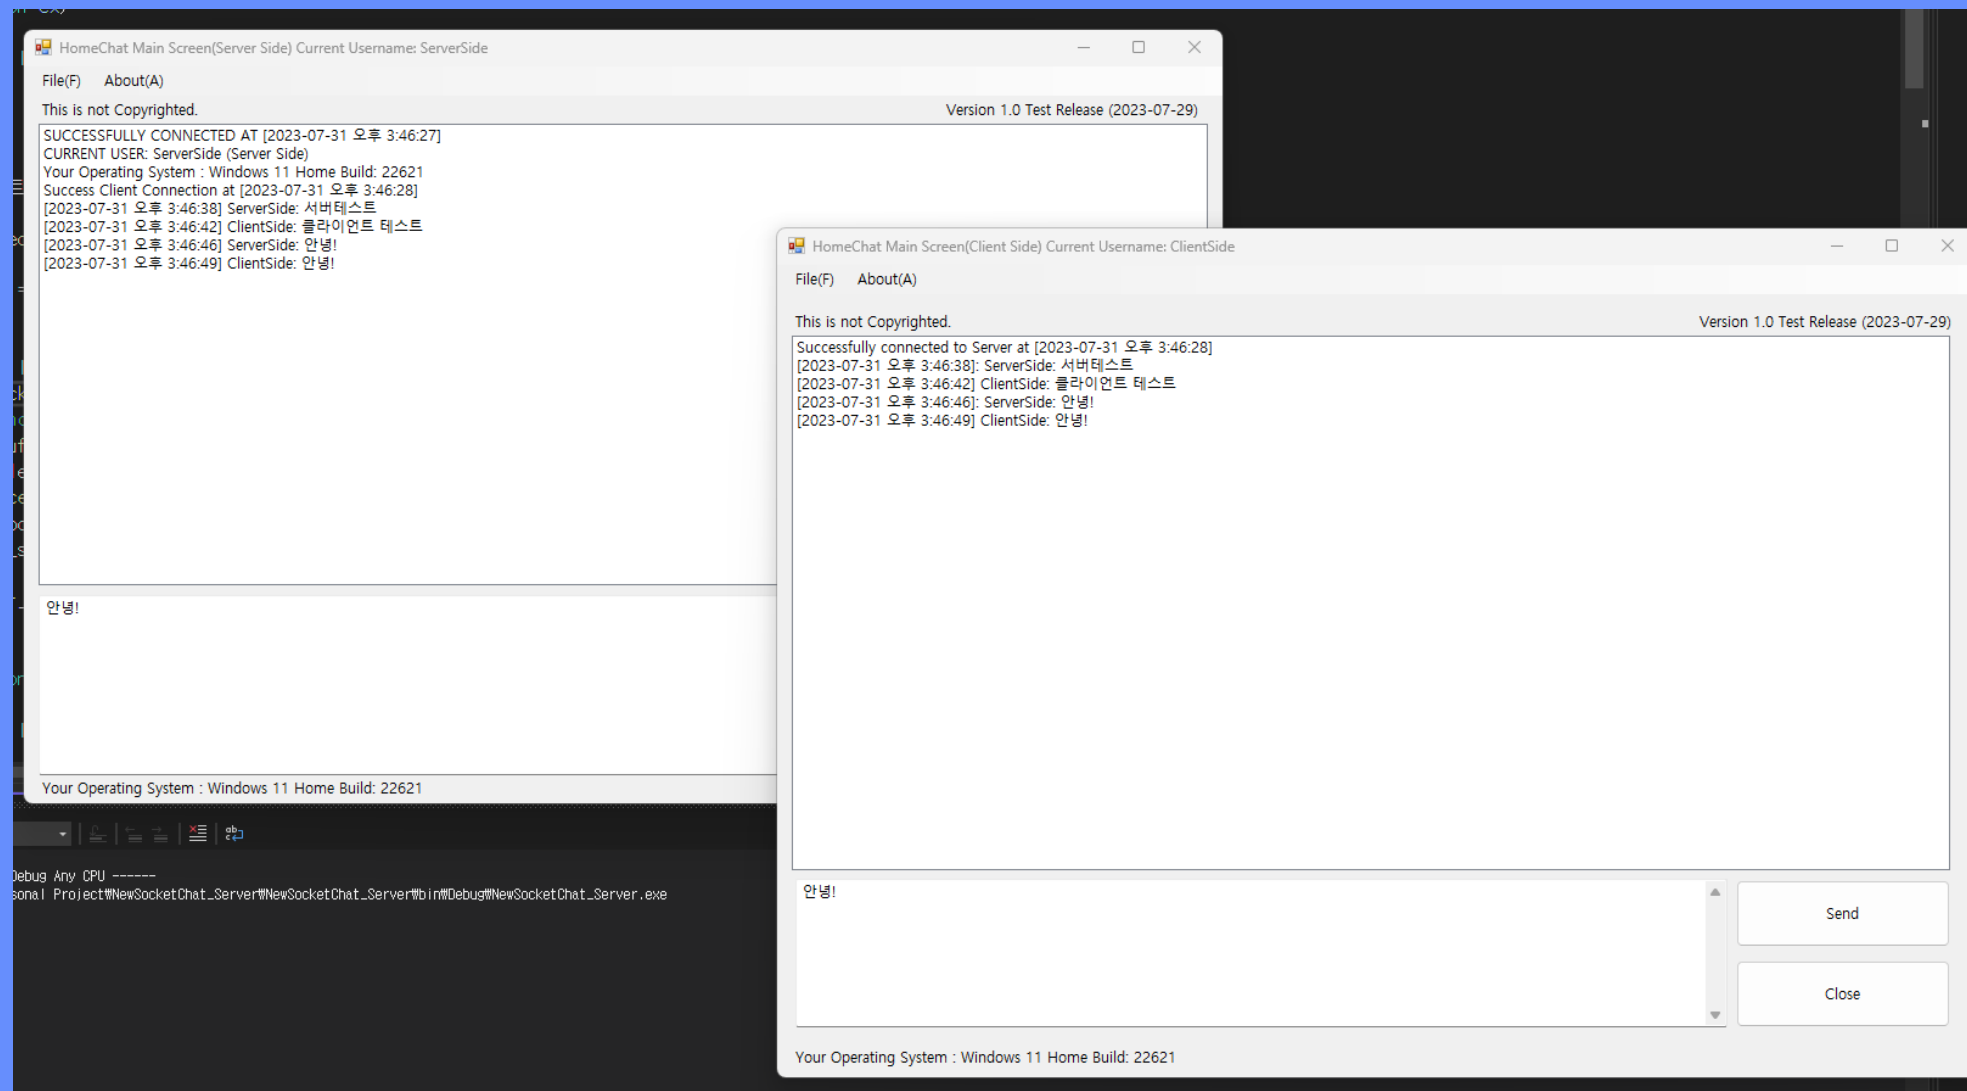 HomeChat Main Screen(Server Side) Current Username: ServerSide
File(F) About(A)
This is not Copyrighted. Version 1.0 Test Release (2023-07-29)
SUCCESSFULLY CONNECTED AT [2023-07-31 오후 3:46:27]
CURRENT USER: ServerSide (Server Side)
Your Operating System : Windows 11 Home Build: 22621
Success Client Connection at [2023-07-31 오후 3:46:28]
[2023-07-31 오후 3:46:38] ServerSide: 서버테스트
[2023-07-31 오후 3:46:42] ClientSide: 클라이언트 테스트
[2023-07-31 오후 3:46:46] ServerSide: 안녕!
[2023-07-31 오후 3:46:49] ClientSide: 안녕!
안녕!
Your Operating System : Windows 11 Home Build: 22621
HomeChat Main Screen(Client Side) Current Username: ClientSide
File(F) About(A)
This is not Copyrighted. Version 1.0 Test Release (2023-07-29)
Successfully connected to Server at [2023-07-31 오후 3:46:28]
[2023-07-31 오후 3:46:38]: ServerSide: 서버테스트
[2023-07-31 오후 3:46:42] ClientSide: 클라이언트 테스트
[2023-07-31 오후 3:46:46]: ServerSide: 안녕!
[2023-07-31 오후 3:46:49] ClientSide: 안녕!
안녕!
Send
Close
Your Operating System : Windows 11 Home Build: 22621
Debug Any CPU ------
sonal Project₩NewSocketChat_Server₩NewSocketChat_Server₩bin₩Debug₩NewSocketChat_Server.exe